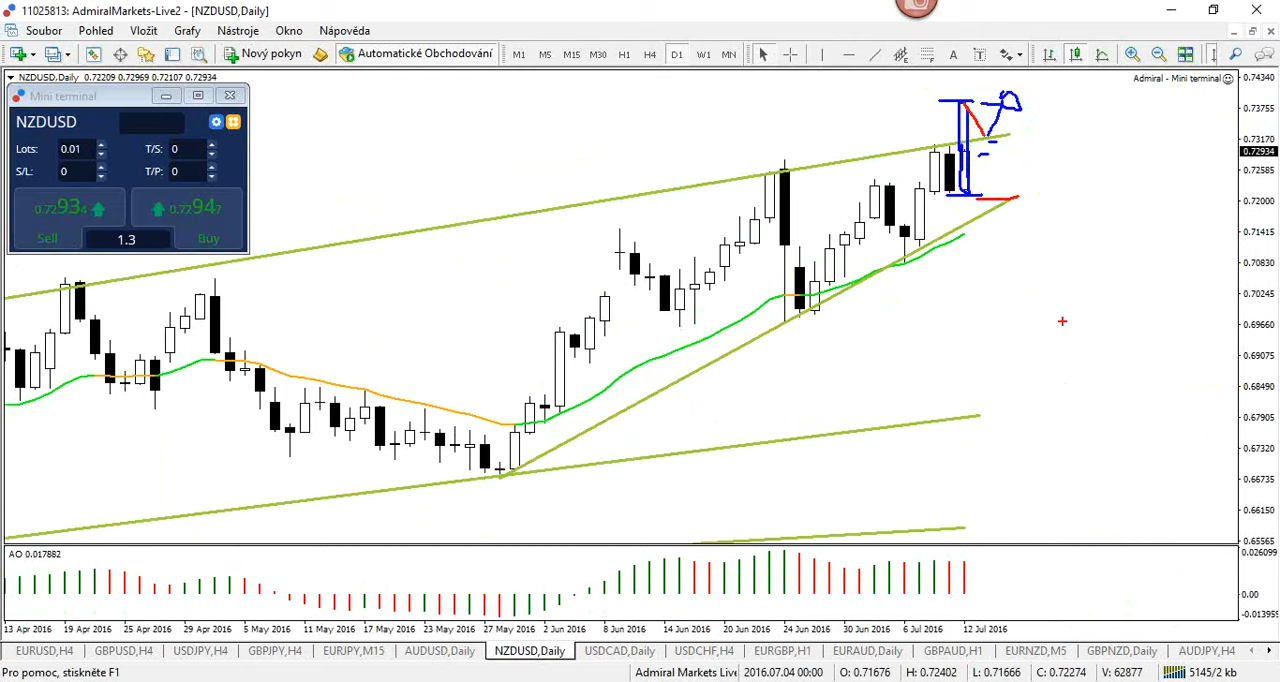 11025813: AdmiralMarkets-Live2 - [NZDUSD,Daily]
Soubor Pohled Vložit Grafy Nástroje Okno Nápověda
Nový pokyn Automatické Obchodování M1 M5 M15 M30 H1 H4 D1 W1 MN A T
NZDUSD,Daily 0.72209 0.72969 0.72107 0.72934
Admiral - Mini terminal
Mini terminal
NZDUSD
Lots: 0.01 T/S: 0
S/L: 0 T/P: 0
0.72934 0.72947
Sell 1.3 Buy
0.74340
0.73755
0.73170
0.72934
0.72585
0.72000
0.71415
0.70830
0.70245
0.69660
0.69075
0.68490
0.67905
0.67320
0.66735
0.66150
0.65565
AO 0.017882
0.026099
0.00
-0.013959
13 Apr 2016 19 Apr 2016 25 Apr 2016 29 Apr 2016 5 May 2016 11 May 2016 17 May 2016 23 May 2016 27 May 2016 2 Jun 2016 8 Jun 2016 14 Jun 2016 20 Jun 2016 24 Jun 2016 30 Jun 2016 6 Jul 2016 12 Jul 2016
EURUSD,H4 GBPUSD,H4 USDJPY,H4 GBPJPY,H4 EURJPY,M15 AUDUSD,Daily NZDUSD,Daily USDCAD,Daily USDCHF,H4 EURGBP,H1 EURAUD,Daily GBPAUD,H1 EURNZD,M5 GBPNZD,Daily AUDJPY,H4
Pro pomoc, stiskněte F1 Admiral Markets Live 2016.07.04 00:00 O: 0.71676 H: 0.72402 L: 0.71666 C: 0.72274 V: 62877 5145/2 kb